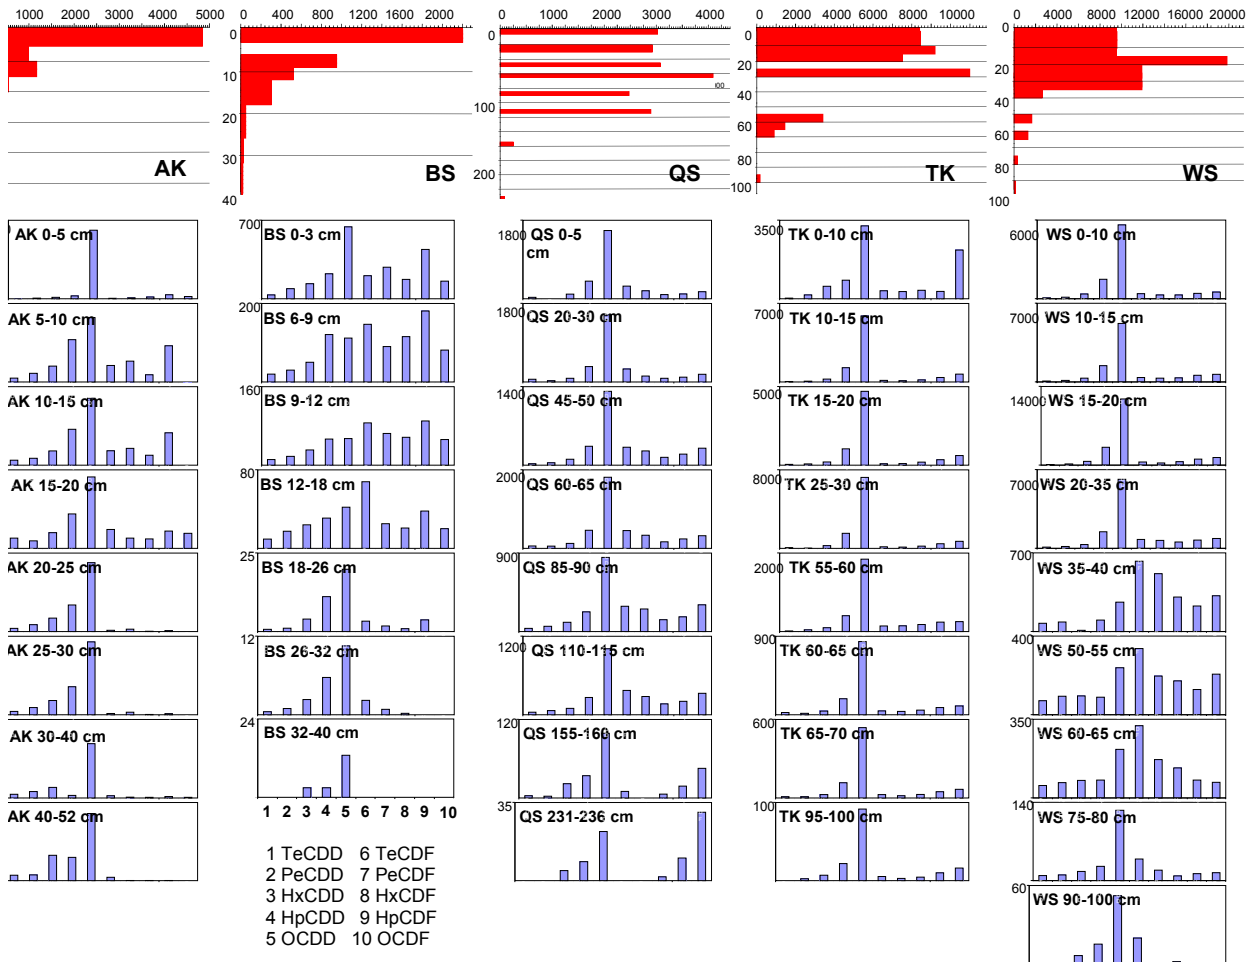 1000 2000 3000 4000 5000
0 400 800 1200 1600 2000
0 1000 2000 3000 4000
0 2000 4000 6000 8000 10000
0 4000 8000 12000 16000 20000
0
10
20
30
40
BS
AK
0
100
200
QS
0
20
40
60
80
100
TK
0
20
40
60
80
100
WS
AK 0-5 cm
AK 5-10 cm
AK 10-15 cm
AK 15-20 cm
AK 20-25 cm
AK 25-30 cm
AK 30-40 cm
AK 40-52 cm
700
BS 0-3 cm
200
BS 6-9 cm
160
BS 9-12 cm
80
BS 12-18 cm
25
BS 18-26 cm
12
BS 26-32 cm
24
BS 32-40 cm
1 2 3 4 5 6 7 8 9 10
1 TeCDD 6 TeCDF
2 PeCDD 7 PeCDF
3 HxCDD 8 HxCDF
4 HpCDD 9 HpCDF
5 OCDD 10 OCDF
1800
QS 0-5
cm
1800
QS 20-30 cm
1400
QS 45-50 cm
2000
QS 60-65 cm
900
QS 85-90 cm
1200
QS 110-115 cm
120
QS 155-160 cm
35
QS 231-236 cm
3500
TK 0-10 cm
7000
TK 10-15 cm
5000
TK 15-20 cm
8000
TK 25-30 cm
2000
TK 55-60 cm
900
TK 60-65 cm
600
TK 65-70 cm
100
TK 95-100 cm
6000
WS 0-10 cm
7000
WS 10-15 cm
14000
WS 15-20 cm
7000
WS 20-35 cm
700
WS 35-40 cm
400
WS 50-55 cm
350
WS 60-65 cm
140
WS 75-80 cm
60
WS 90-100 cm